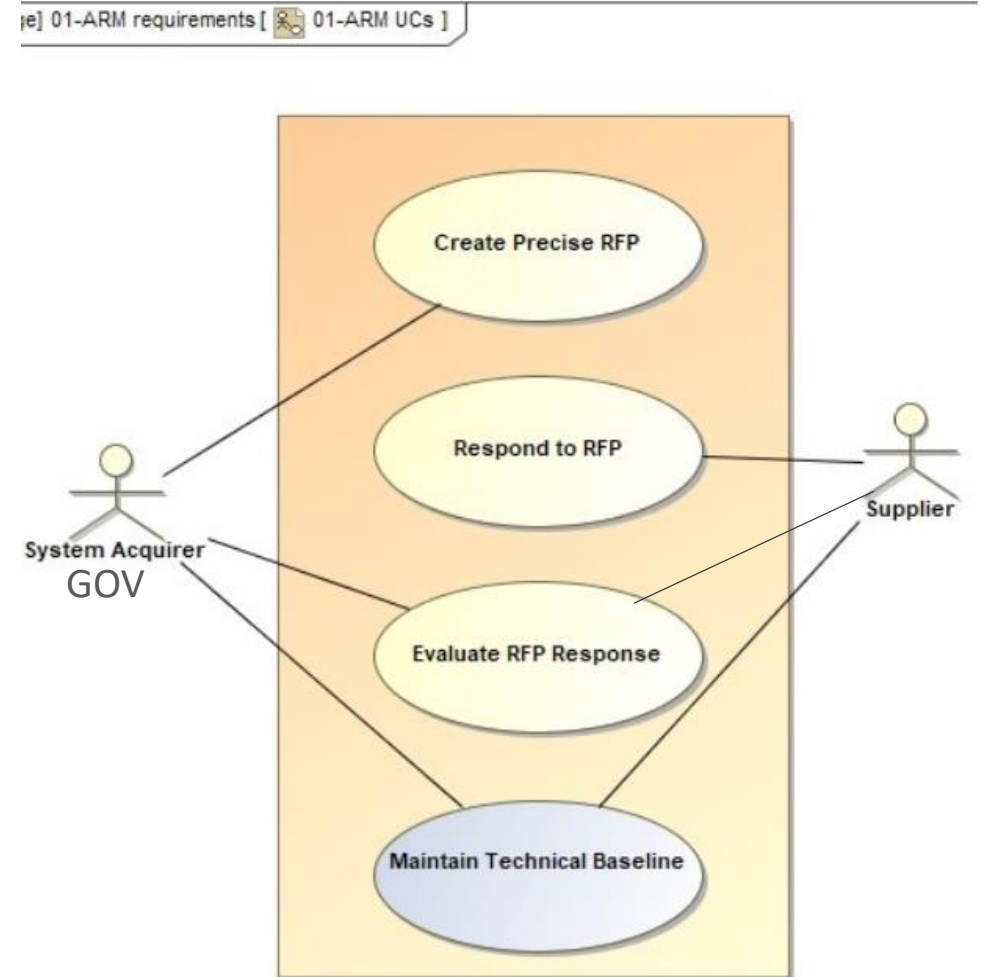 ge] 01-ARM requirements [ 01-ARM UCs ]
Create Precise RFP
Respond to RFP
Supplier
System Acquirer
GOV
Evaluate RFP Response
Maintain Technical Baseline